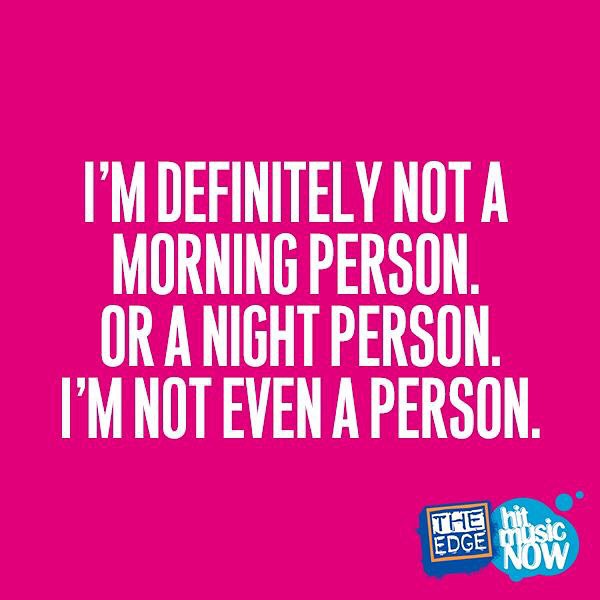 I'M DEFINITELY NOT A
MORNING PERSON.
OR A NIGHT PERSON.
I'M NOT EVEN A PERSON.
THE
EDGE
hit
music
NOW